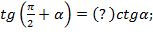 tg(π/2 + α) = (?)ctgα;